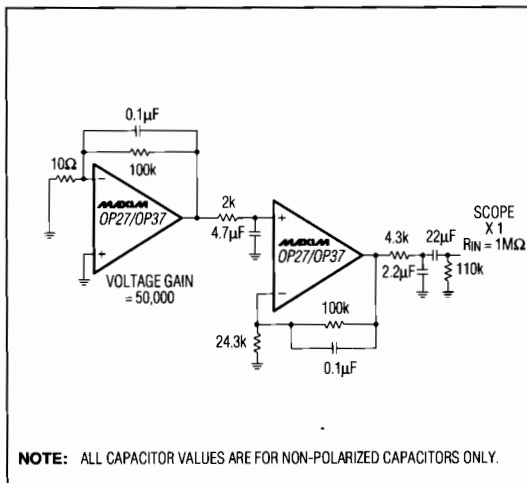 0.1µF
10Ω
100k
−
MAXIM
OP27/OP37
+
VOLTAGE GAIN
= 50,000
2k
4.7µF
+
MAXIM
OP27/OP37
−
4.3k
22µF
2.2µF
110k
SCOPE
X 1
RIN = 1MΩ
24.3k
100k
0.1µF
NOTE: ALL CAPACITOR VALUES ARE FOR NON-POLARIZED CAPACITORS ONLY.